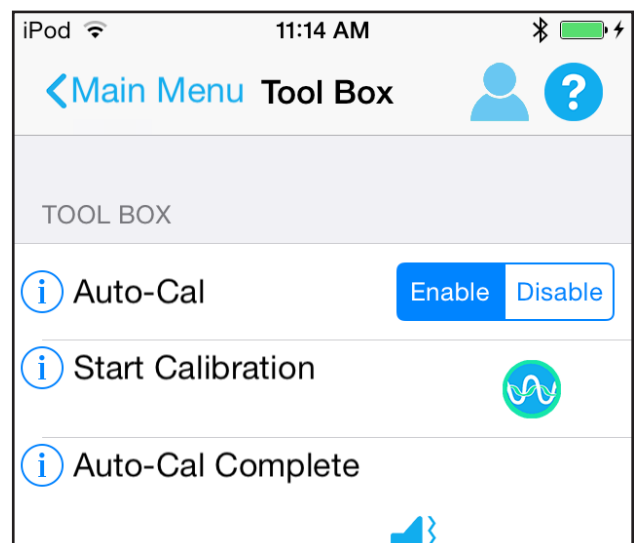 iPod 11:14 AM
Main Menu Tool Box ?
TOOL BOX
i Auto-Cal Enable Disable
i Start Calibration
i Auto-Cal Complete